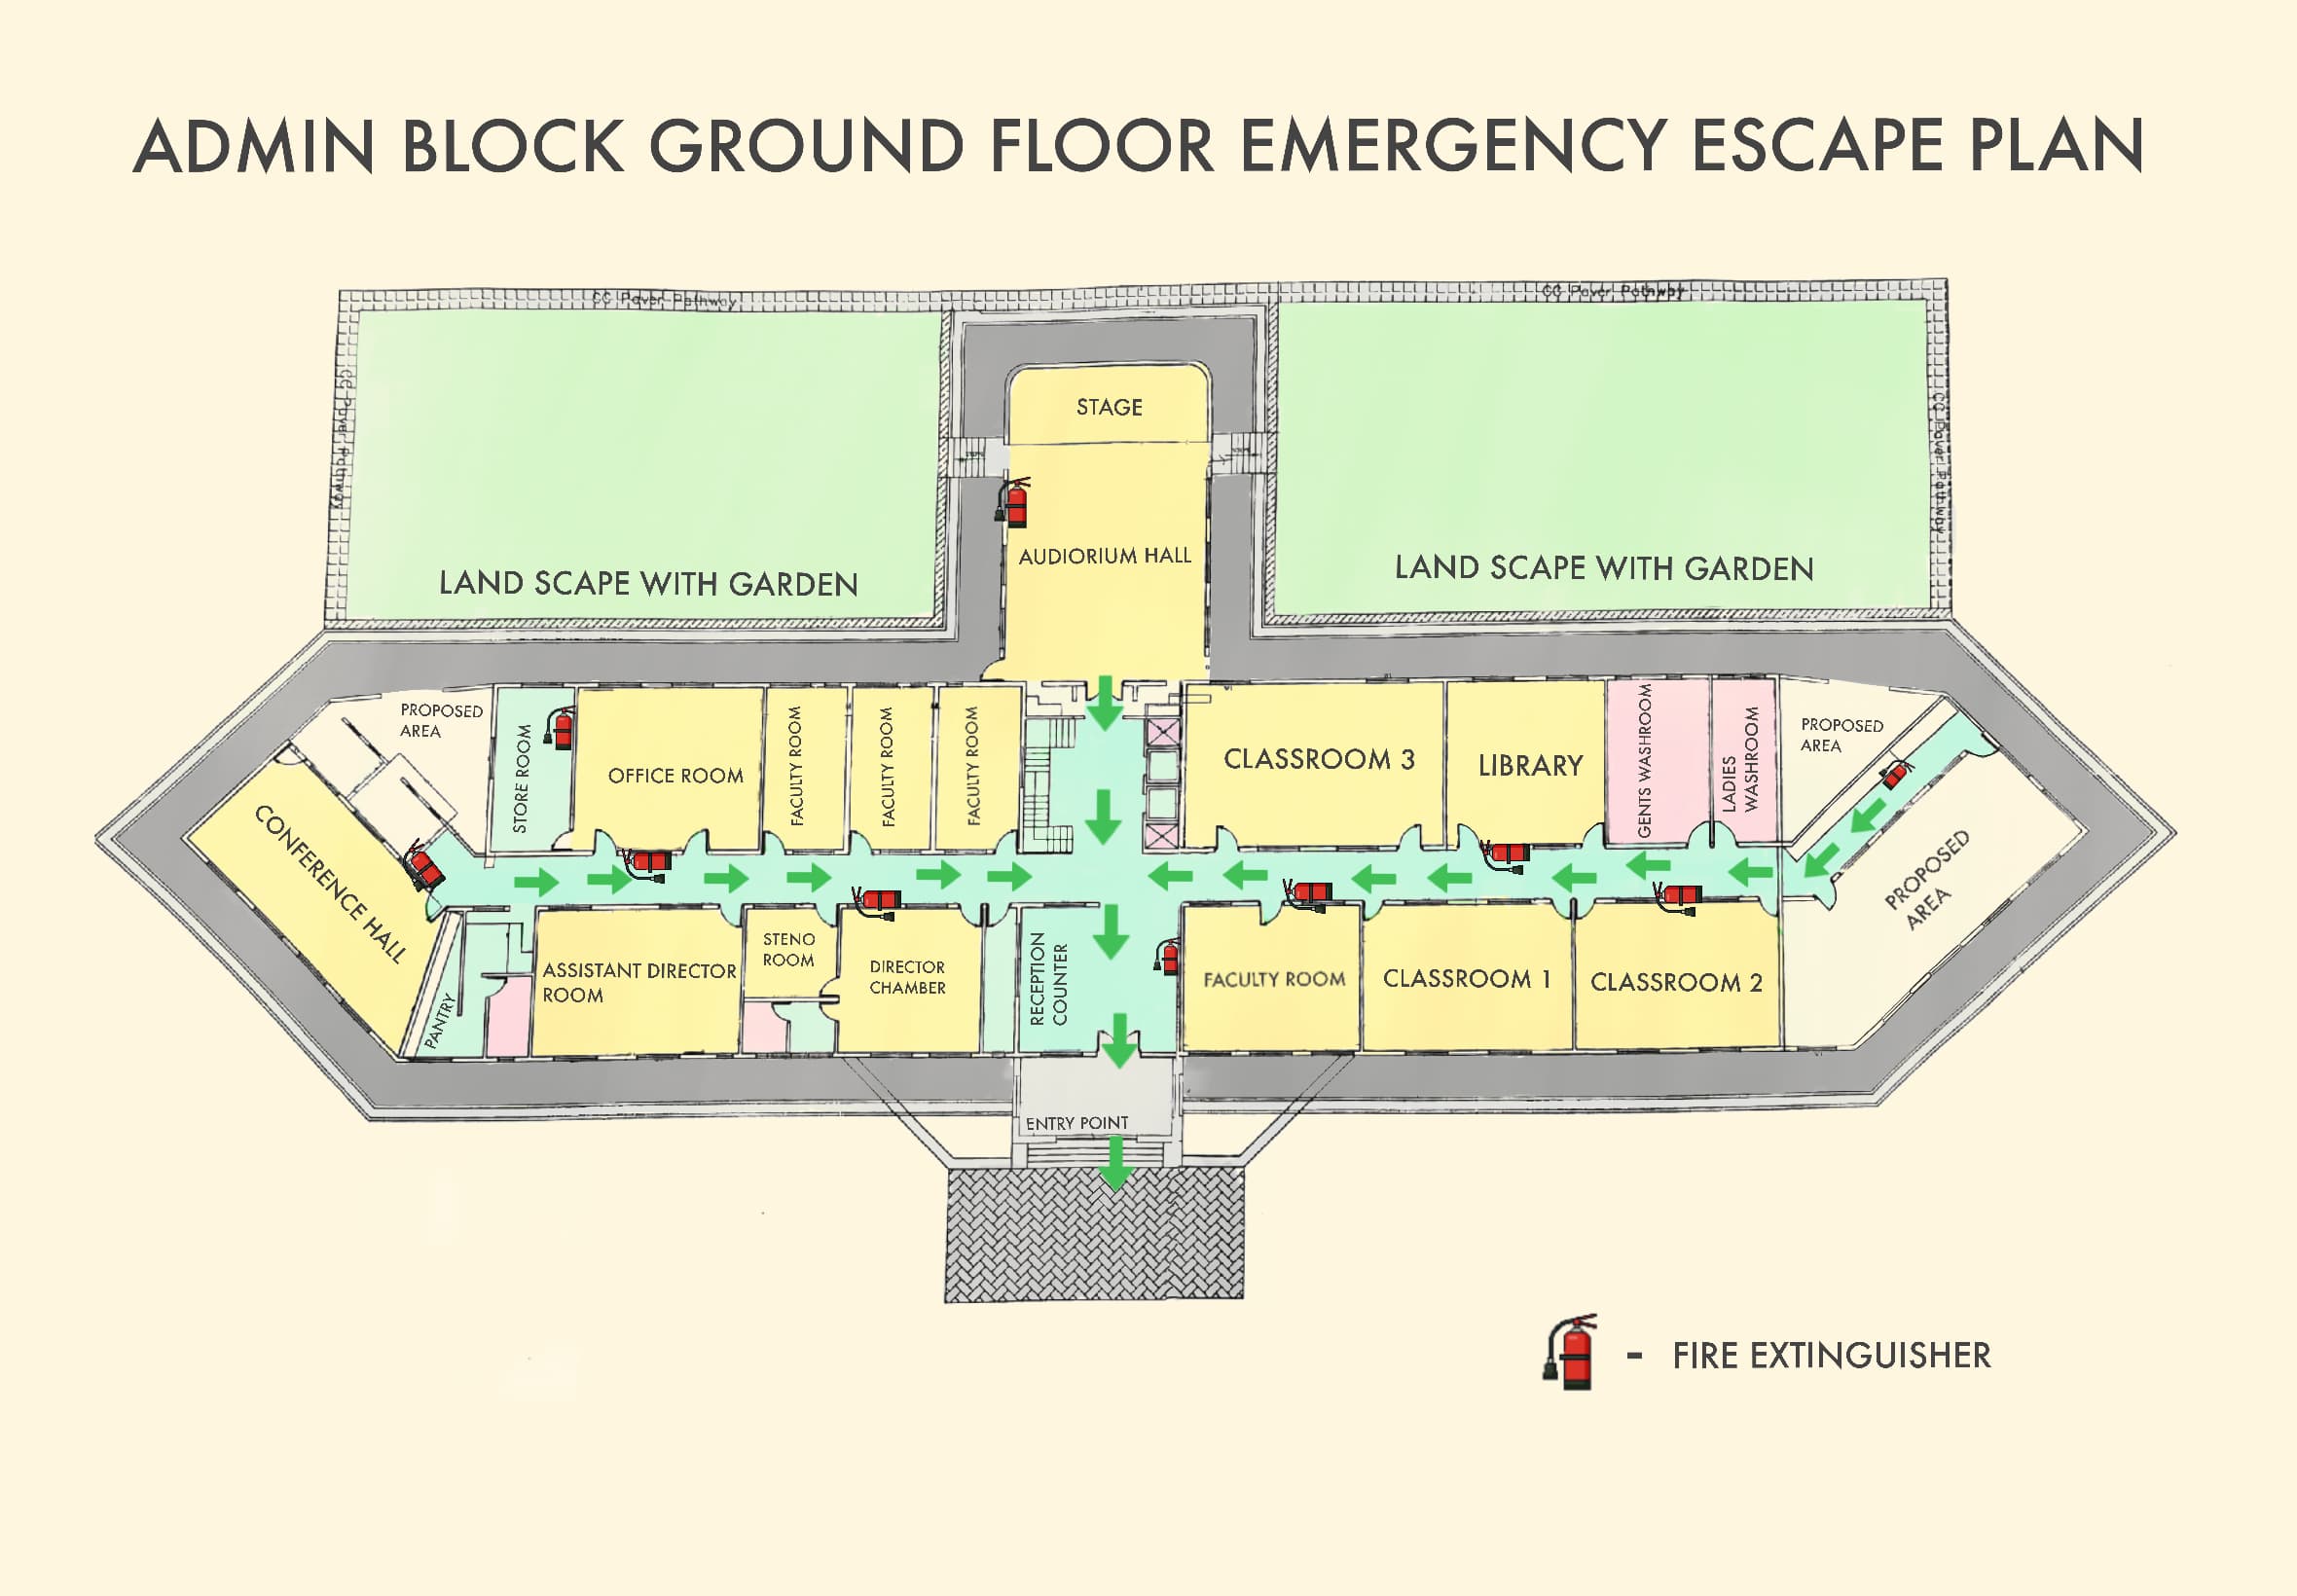 ADMIN BLOCK GROUND FLOOR EMERGENCY ESCAPE PLAN
CC Paver Pathway
CC Paver Pathway
CC Paver Pathway
CC Paver Pathway
STAGE
AUDIORIUM HALL
LAND SCAPE WITH GARDEN
LAND SCAPE WITH GARDEN
PROPOSED
AREA
STORE ROOM
OFFICE ROOM
FACULTY ROOM
FACULTY ROOM
FACULTY ROOM
CLASSROOM 3
LIBRARY
GENTS WASHROOM
LADIES
WASHROOM
PROPOSED
AREA
CONFERENCE HALL
PROPOSED
AREA
PANTRY
ASSISTANT DIRECTOR
ROOM
STENO
ROOM
DIRECTOR
CHAMBER
RECEPTION
COUNTER
FACULTY ROOM
CLASSROOM 1
CLASSROOM 2
ENTRY POINT
- FIRE EXTINGUISHER